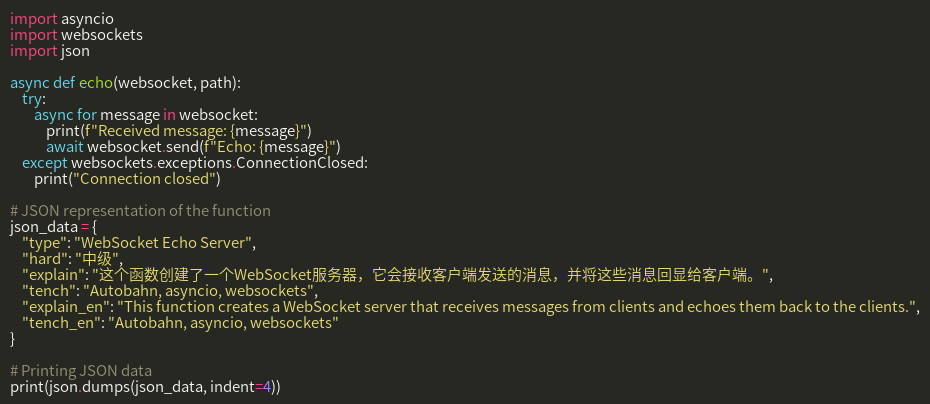 import asyncio
import websockets
import json

async def echo(websocket, path):
    try:
        async for message in websocket:
            print(f"Received message: {message}")
            await websocket.send(f"Echo: {message}")
    except websockets.exceptions.ConnectionClosed:
        print("Connection closed")

# JSON representation of the function
json_data = {
    "type": "WebSocket Echo Server",
    "hard": "中级",
    "explain": "这个函数创建了一个WebSocket服务器，它会接收客户端发送的消息，并将这些消息回显给客户端。",
    "tench": "Autobahn, asyncio, websockets",
    "explain_en": "This function creates a WebSocket server that receives messages from clients and echoes them back to the clients.",
    "tench_en": "Autobahn, asyncio, websockets"
}

# Printing JSON data
print(json.dumps(json_data, indent=4))